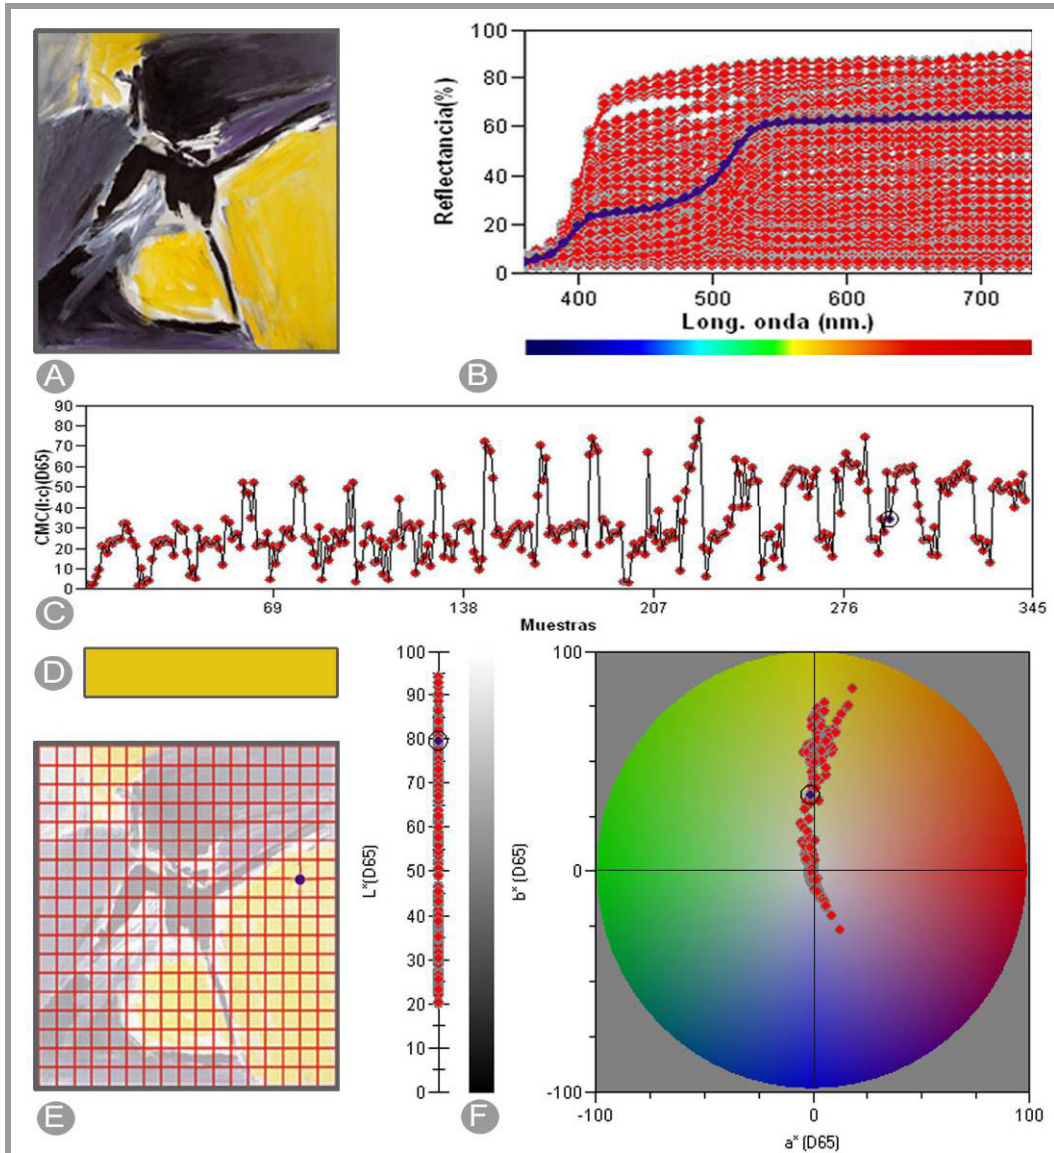 A
Reflectancia(%)
100
80
60
40
20
0
400 500 600 700
Long. onda (nm.)
B
CMC(l:c)(D65)
90
80
70
60
50
40
30
20
10
0
69 138 207 276 345
Muestras
C
D
E
L*(D65)
100
90
80
70
60
50
40
30
20
10
0
F
b* (D65)
100
0
-100
-100 0 100
a* (D65)